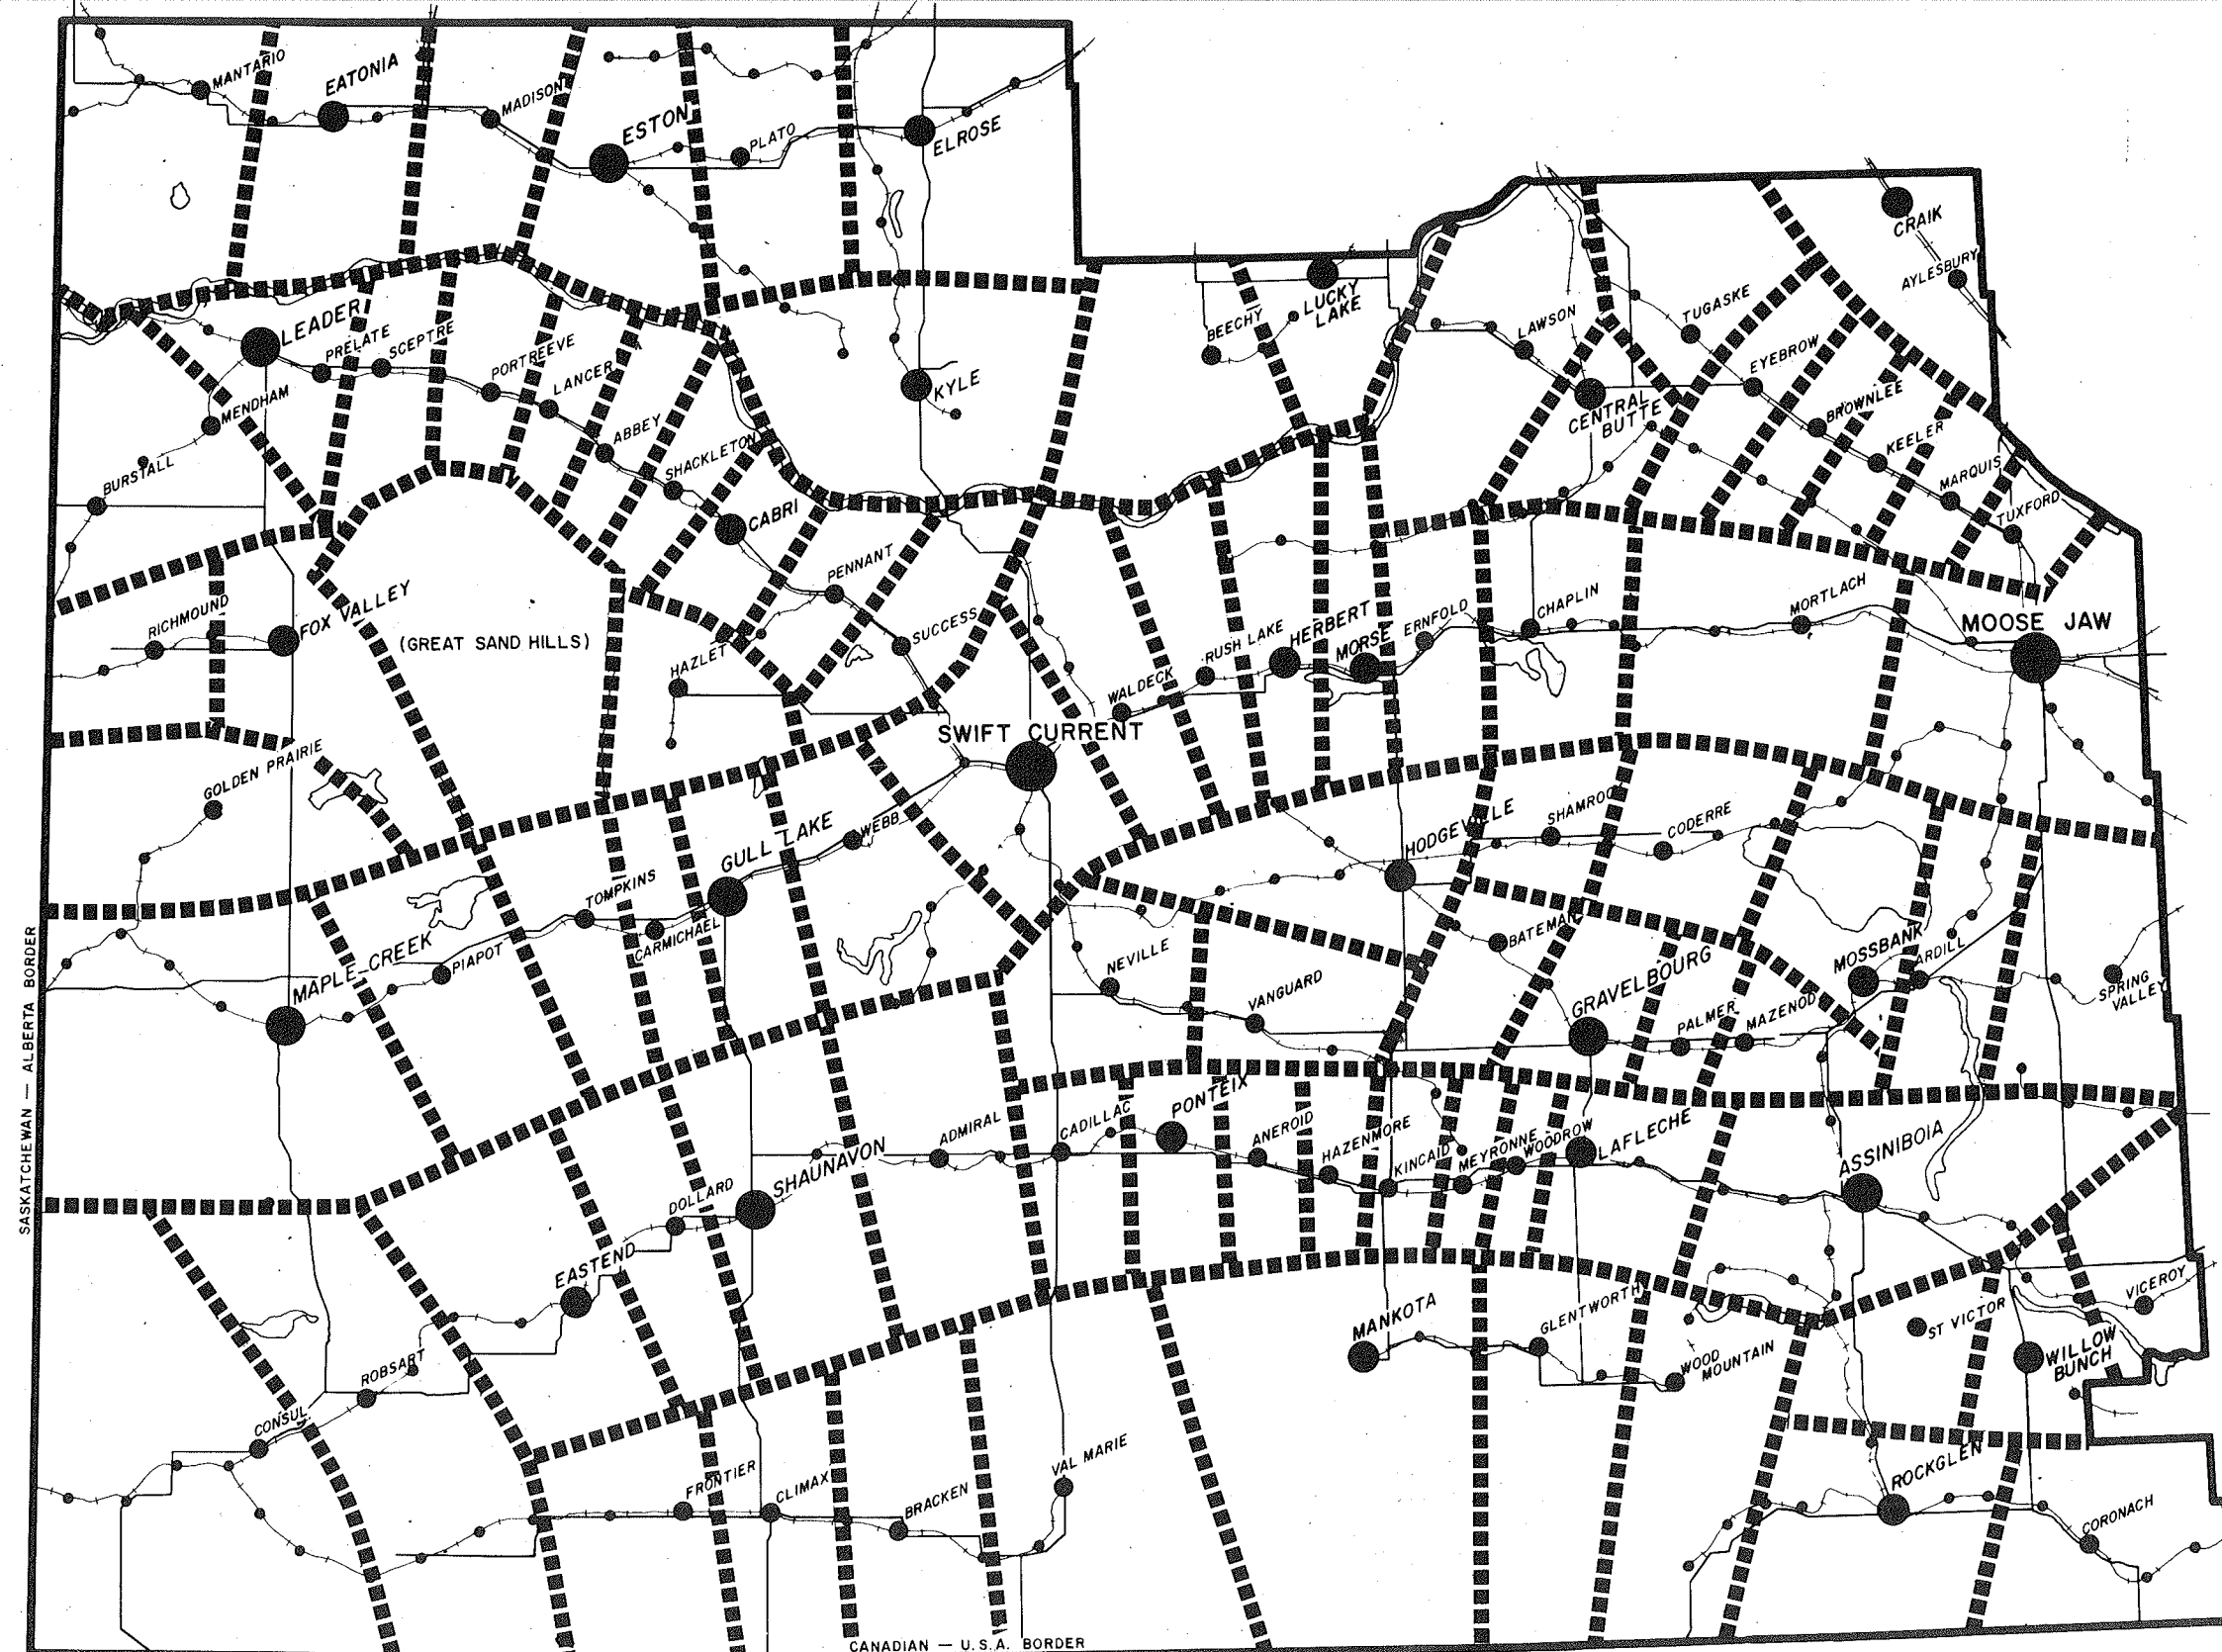 MANTARIO
EATONIA
MADISON
ESTON
PLATO
ELROSE
CRAIK
AYLESBURY
LEADER
PRELATE
SCEPTRE
PORTREEVE
LANCER
ABBEY
SHACKLETON
CABRI
PENNANT
SUCCESS
HAZLET
MENDHAM
BURSTALL
RICHMOUND
FOX VALLEY
(GREAT SAND HILLS)
KYLE
BEECHY
LUCKY
LAKE
LAWSON
TUGASKE
CENTRAL
BUTTE
EYEBROW
BROWNLEE
KEELER
MARQUIS
TUXFORD
MOOSE JAW
MORTLACH
CHAPLIN
ERNFOLD
MORSE
HERBERT
RUSH LAKE
WALDECK
SWIFT CURRENT
GOLDEN PRAIRIE
WEBB
GULL LAKE
TOMPKINS
CARMICHAEL
PIAPOT
MAPLE CREEK
HODGEVILLE
SHAMROCK
CODERRE
BATEMAN
NEVILLE
VANGUARD
GRAVELBOURG
PALMER
MAZENOD
MOSSBANK
ARDILL
SPRING
VALLEY
SASKATCHEWAN — ALBERTA BORDER
PONTEIX
CADILLAC
ADMIRAL
ANEROID
HAZENMORE
KINCAID
MEYRONNE
WOODROW
LAFLECHE
ASSINIBOIA
SHAUNAVON
DOLLARD
EASTEND
ROBSART
CONSUL
MANKOTA
GLENTWORTH
WOOD
MOUNTAIN
ST VICTOR
WILLOW
BUNCH
VICEROY
ROCKGLEN
CORONACH
VAL MARIE
BRACKEN
CLIMAX
FRONTIER
CANADIAN — U.S.A. BORDER